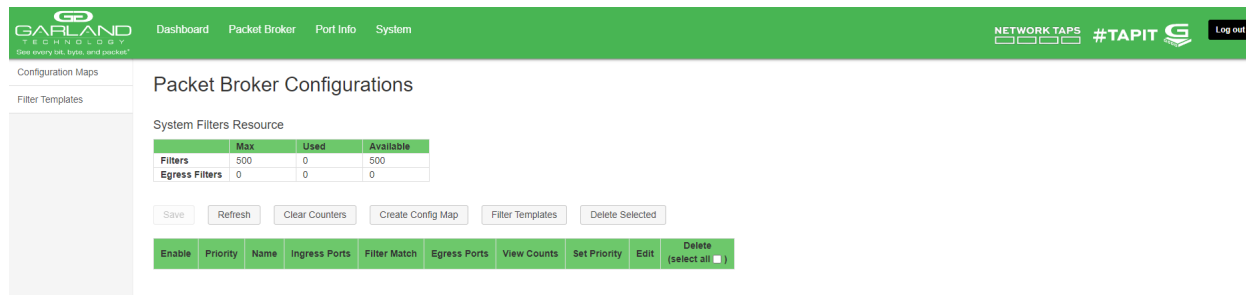 GARLAND
TECHNOLOGY
See every bit, byte, and packet®
Dashboard Packet Broker Port Info System
NETWORK TAPS
#TAPIT
Log out
Configuration Maps
Filter Templates
Packet Broker Configurations
System Filters Resource
Max Used Available
Filters 500 0 500
Egress Filters 0 0 0
Save Refresh Clear Counters Create Config Map Filter Templates Delete Selected
Enable Priority Name Ingress Ports Filter Match Egress Ports View Counts Set Priority Edit Delete
(select all )